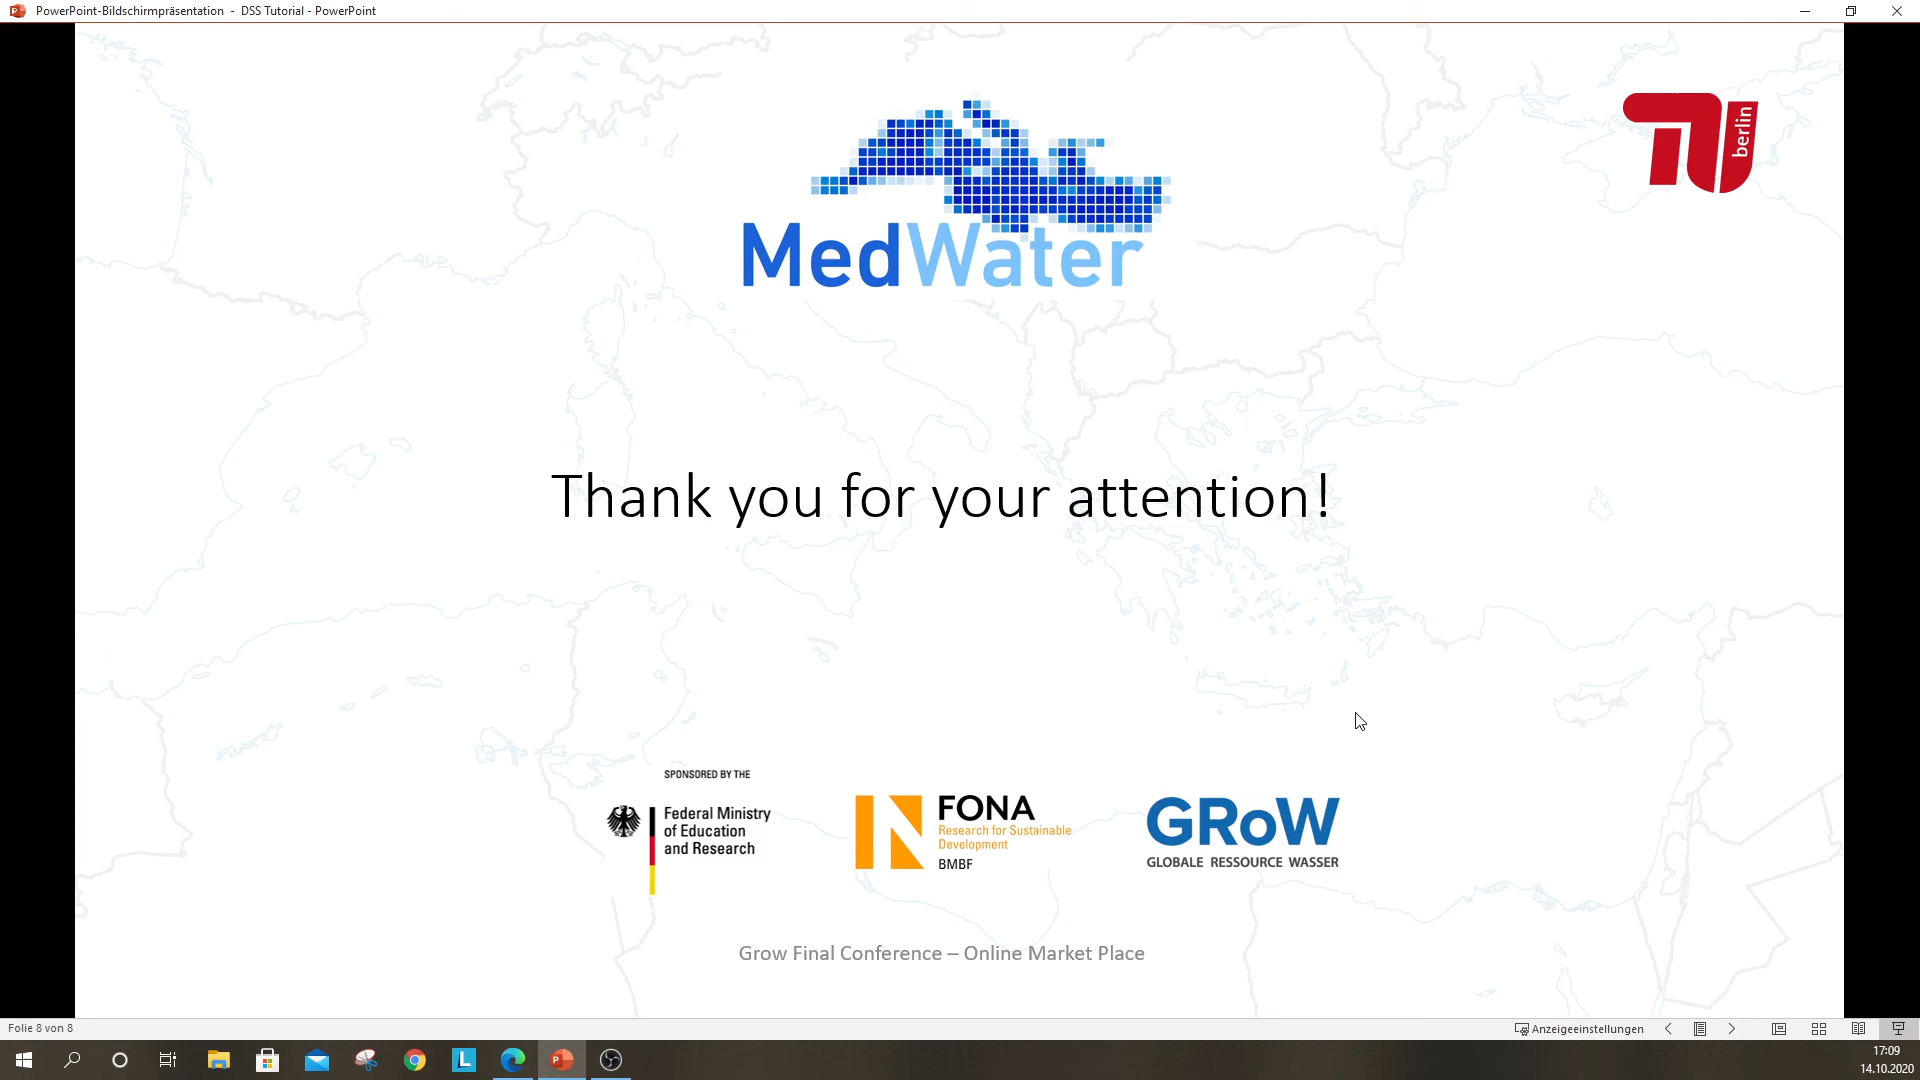 PowerPoint-Bildschirmpräsentation - DSS Tutorial - PowerPoint
berlin
MedWater
Thank you for your attention!
SPONSORED BY THE
Federal Ministry
of Education
and Research
FONA
Research for Sustainable
Development
BMBF
GRoW
GLOBALE RESSOURCE WASSER
Grow Final Conference – Online Market Place
Folie 8 von 8
Anzeigeeinstellungen
17:09
14.10.2020